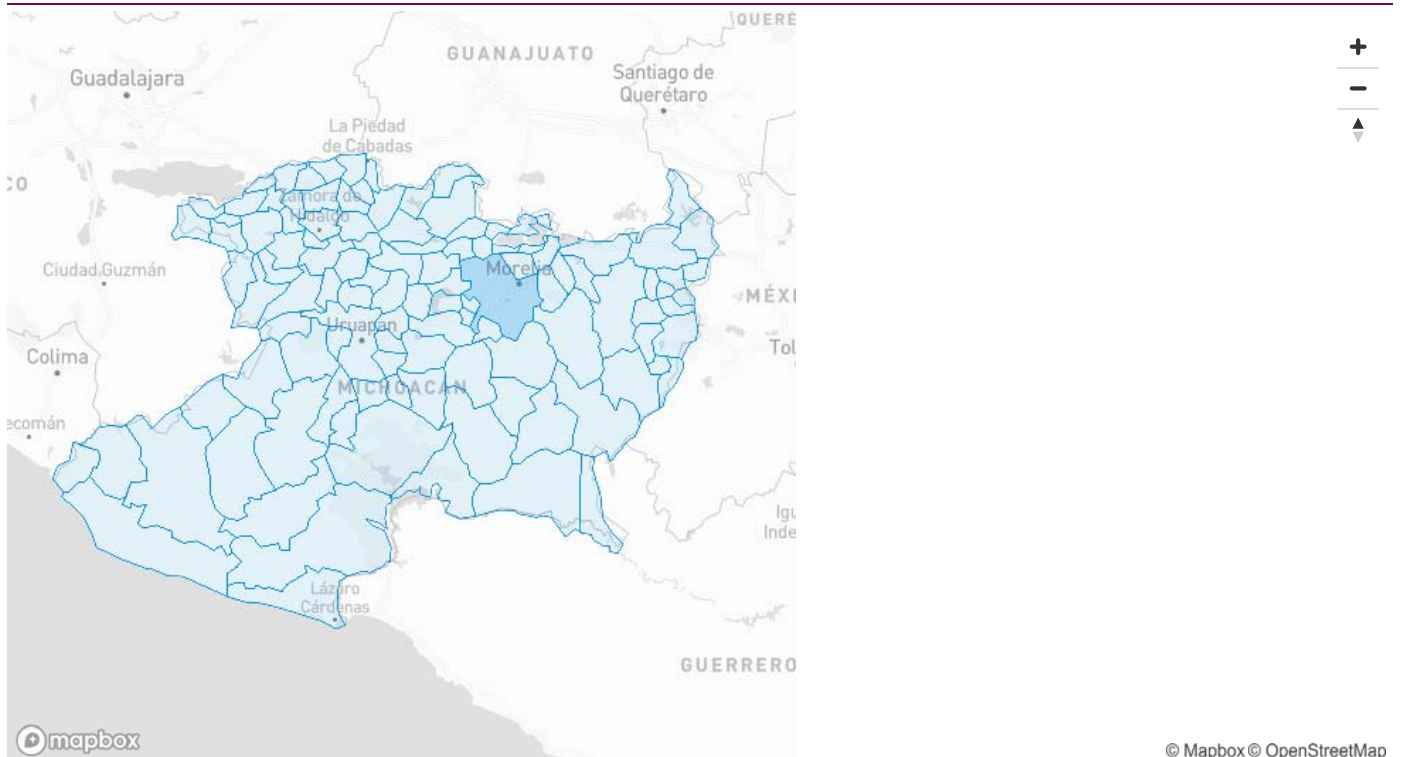 QUERÉ
GUANAJUATO
Guadalajara
Santiago de
Querétaro
La Piedad
de Cabadas
CO
Zamora de
Hidalgo
Ciudad Guzmán
Morelia
MÉXI
Uruapan
Tol
Colima
MICHOACÁN
ecomán
Igu
Inde
Lázaro
Cárdenas
GUERRERO
mapbox
© Mapbox © OpenStreetMap